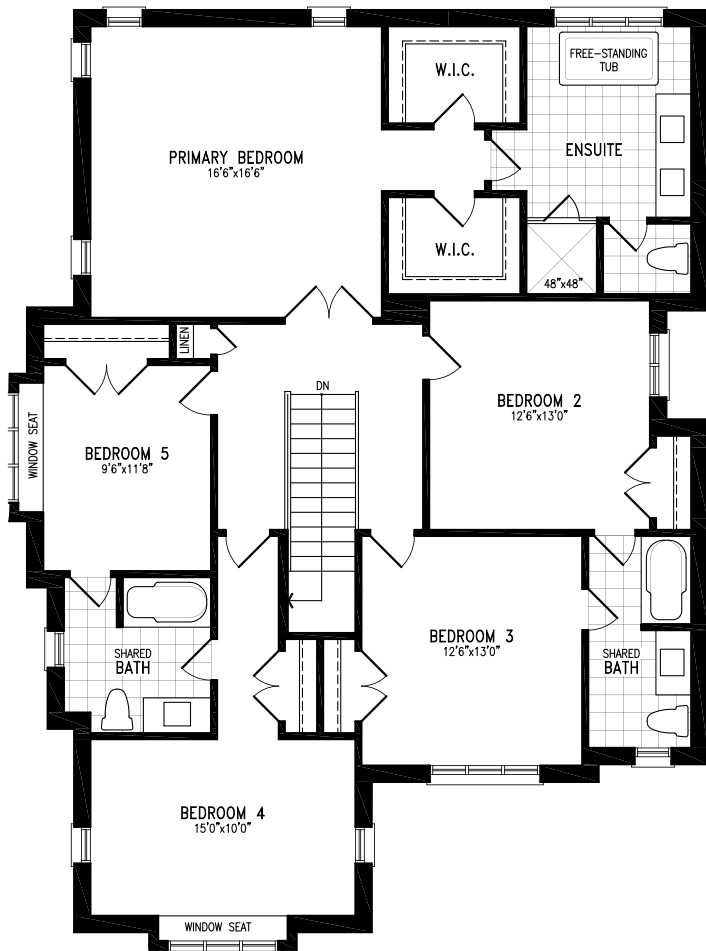 FREE-STANDING
TUB
W.I.C.
ENSUITE
PRIMARY BEDROOM
16'6"x16'6"
W.I.C.
48"x48"
LINEN
DN
BEDROOM 2
12'6"x13'0"
WINDOW SEAT
BEDROOM 5
9'6"x11'8"
BEDROOM 3
12'6"x13'0"
SHARED
BATH
SHARED
BATH
BEDROOM 4
15'0"x10'0"
WINDOW SEAT